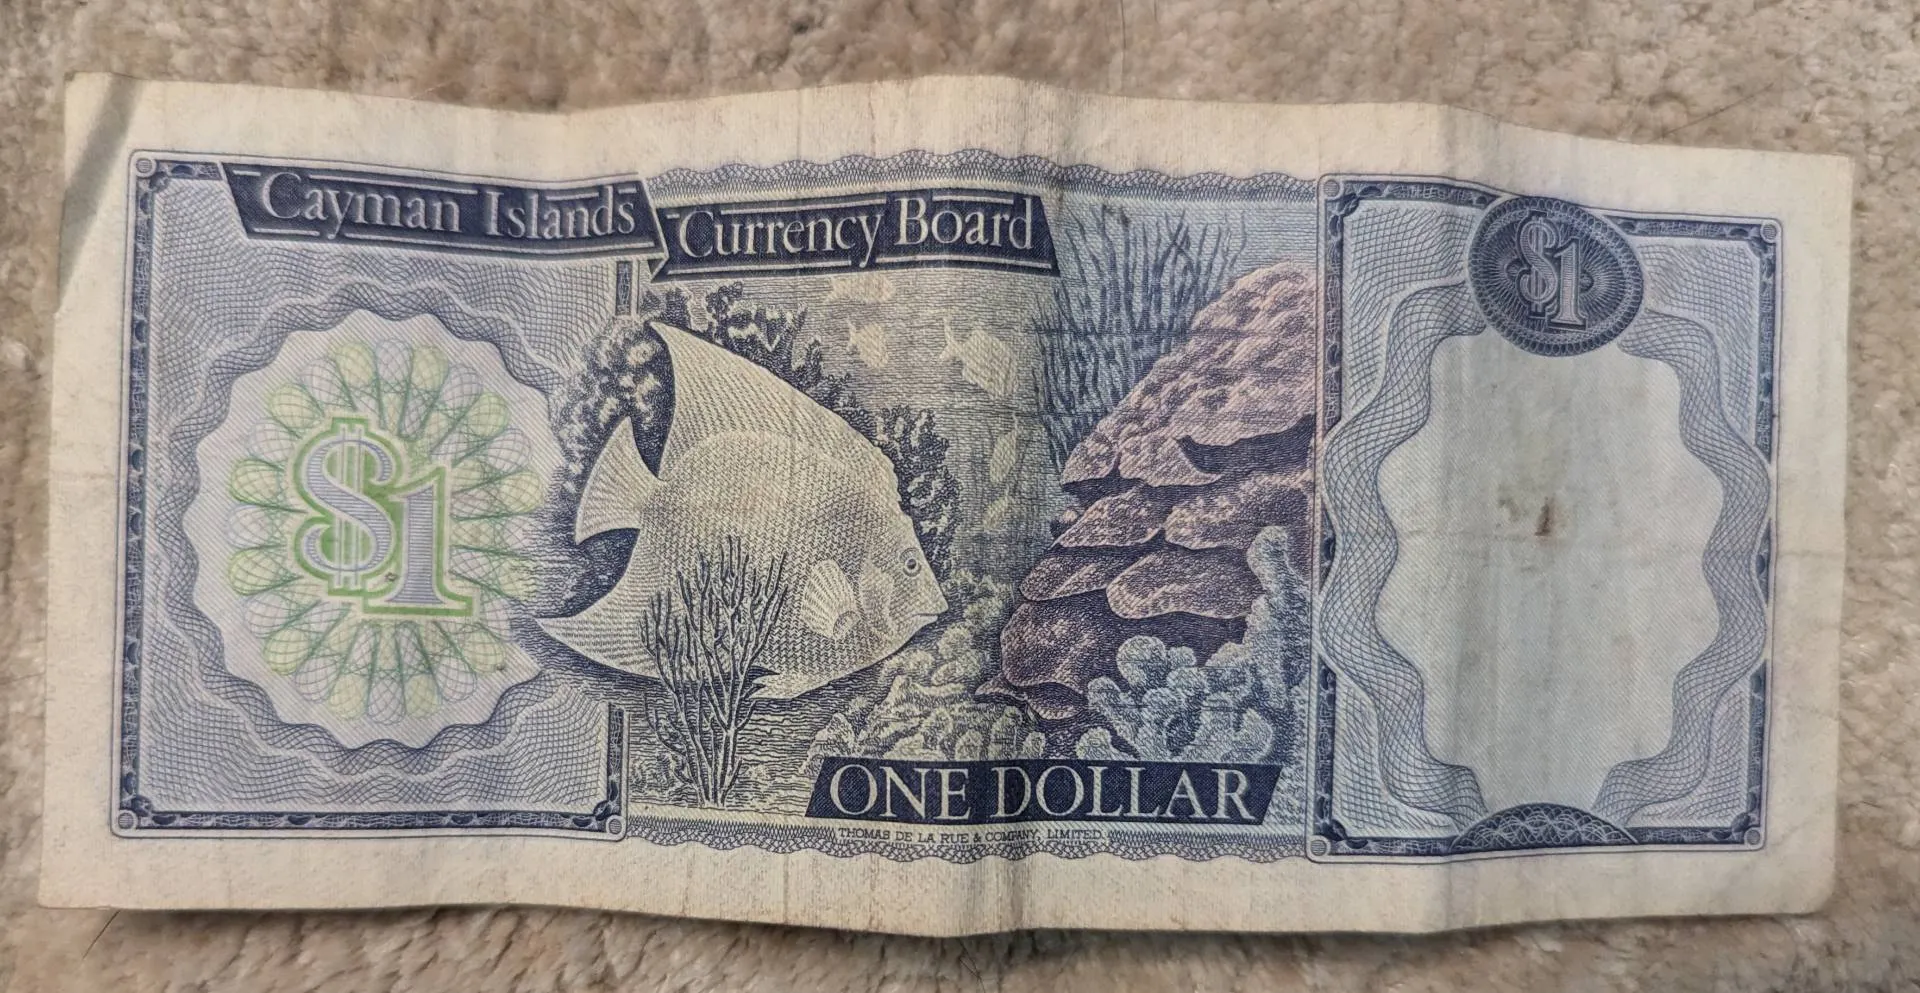 Cayman Islands Currency Board
$1
$1
ONE DOLLAR
THOMAS DE LA RUE & COMPANY, LIMITED.